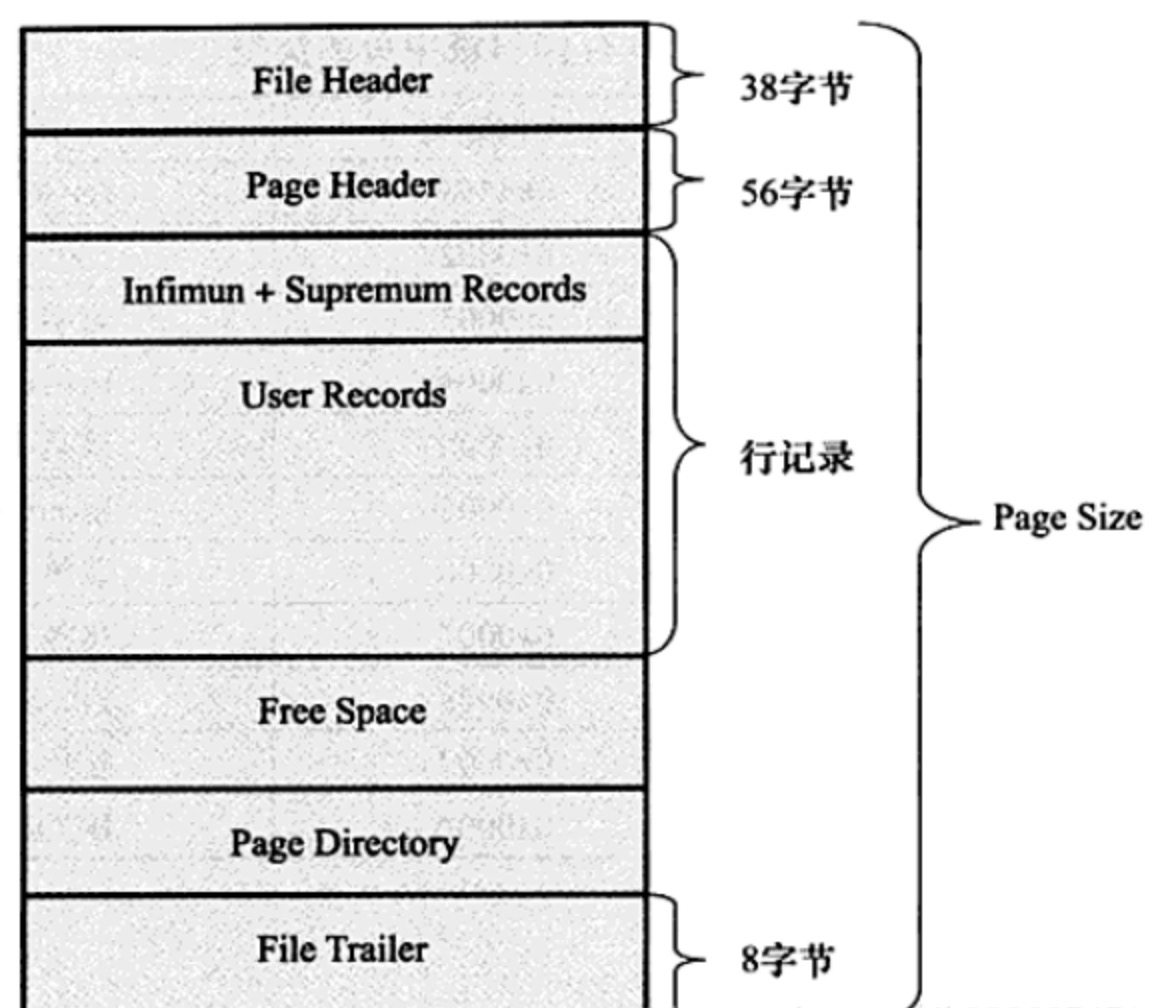 File Header
38字节
Page Header
56字节
Infimun + Supremum Records
User Records
行记录
Page Size
Free Space
Page Directory
File Trailer
8字节